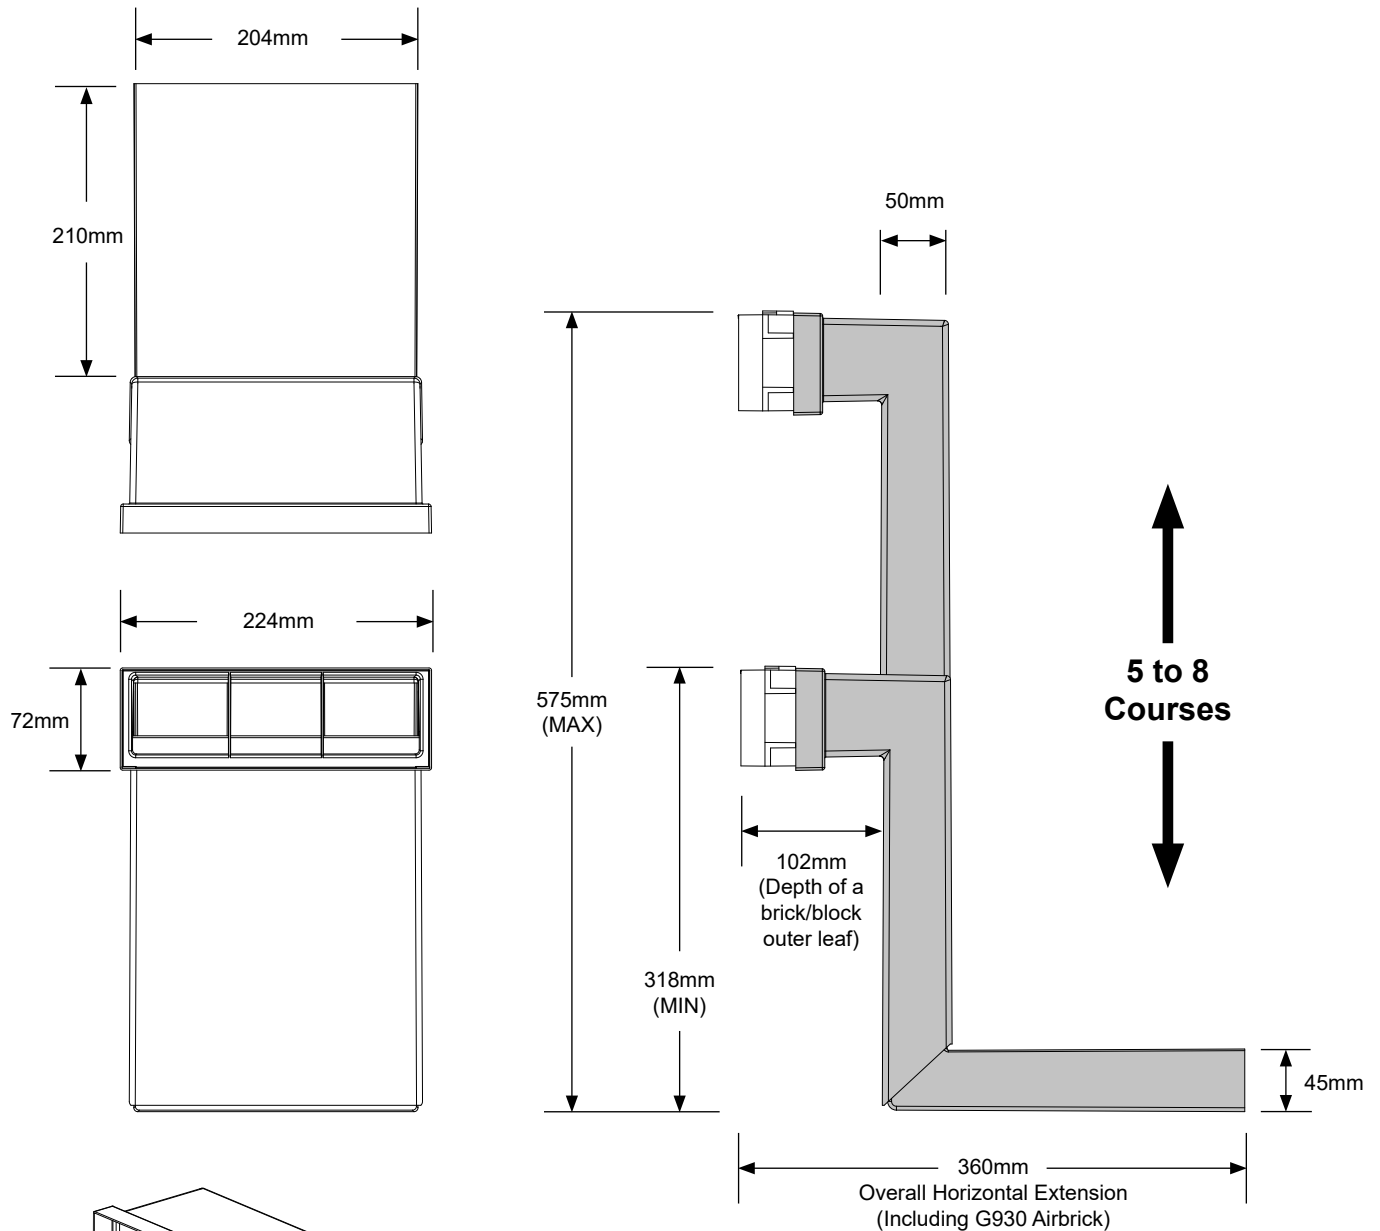 204mm
210mm
50mm
224mm
72mm
575mm
(MAX)
5 to 8
Courses
102mm
(Depth of a
brick/block
outer leaf)
318mm
(MIN)
45mm
360mm
Overall Horizontal Extension
(Including G930 Airbrick)